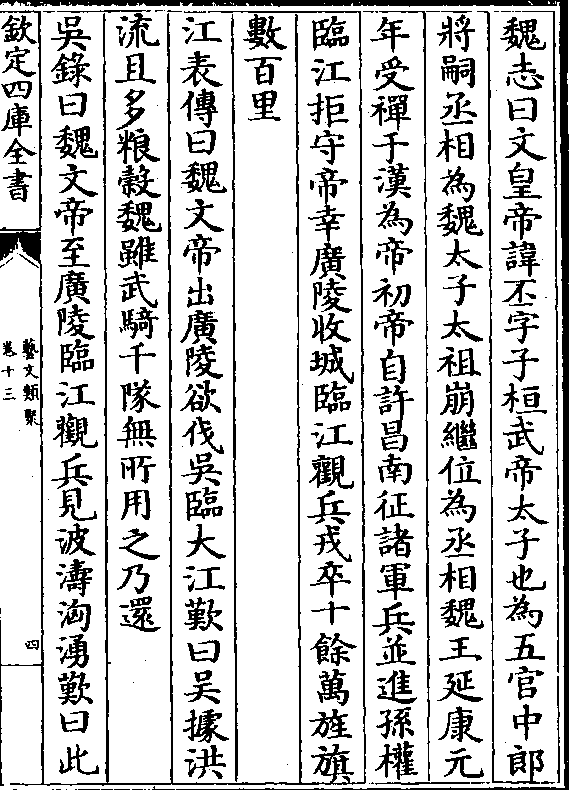 魏志曰文皇帝諱丕字子桓武帝太子也為五官中郎
將嗣丞相為魏太子太祖崩繼位為丞相魏王延康元
年受禪于漢為帝初帝自許昌南征諸軍兵並進孫權
臨江拒守帝幸廣陵收城臨江觀兵戎卒十餘萬旌旗
數百里
江表傳曰魏文帝出廣陵欲伐吳臨大江歎曰吴據洪
流且多粮糓魏雖武騎千隊無所用之乃還
吳錄曰魏文帝至廣陵臨江觀兵見波濤洶湧歎曰此
欽定四庫全書
藝文類聚
卷十三
四